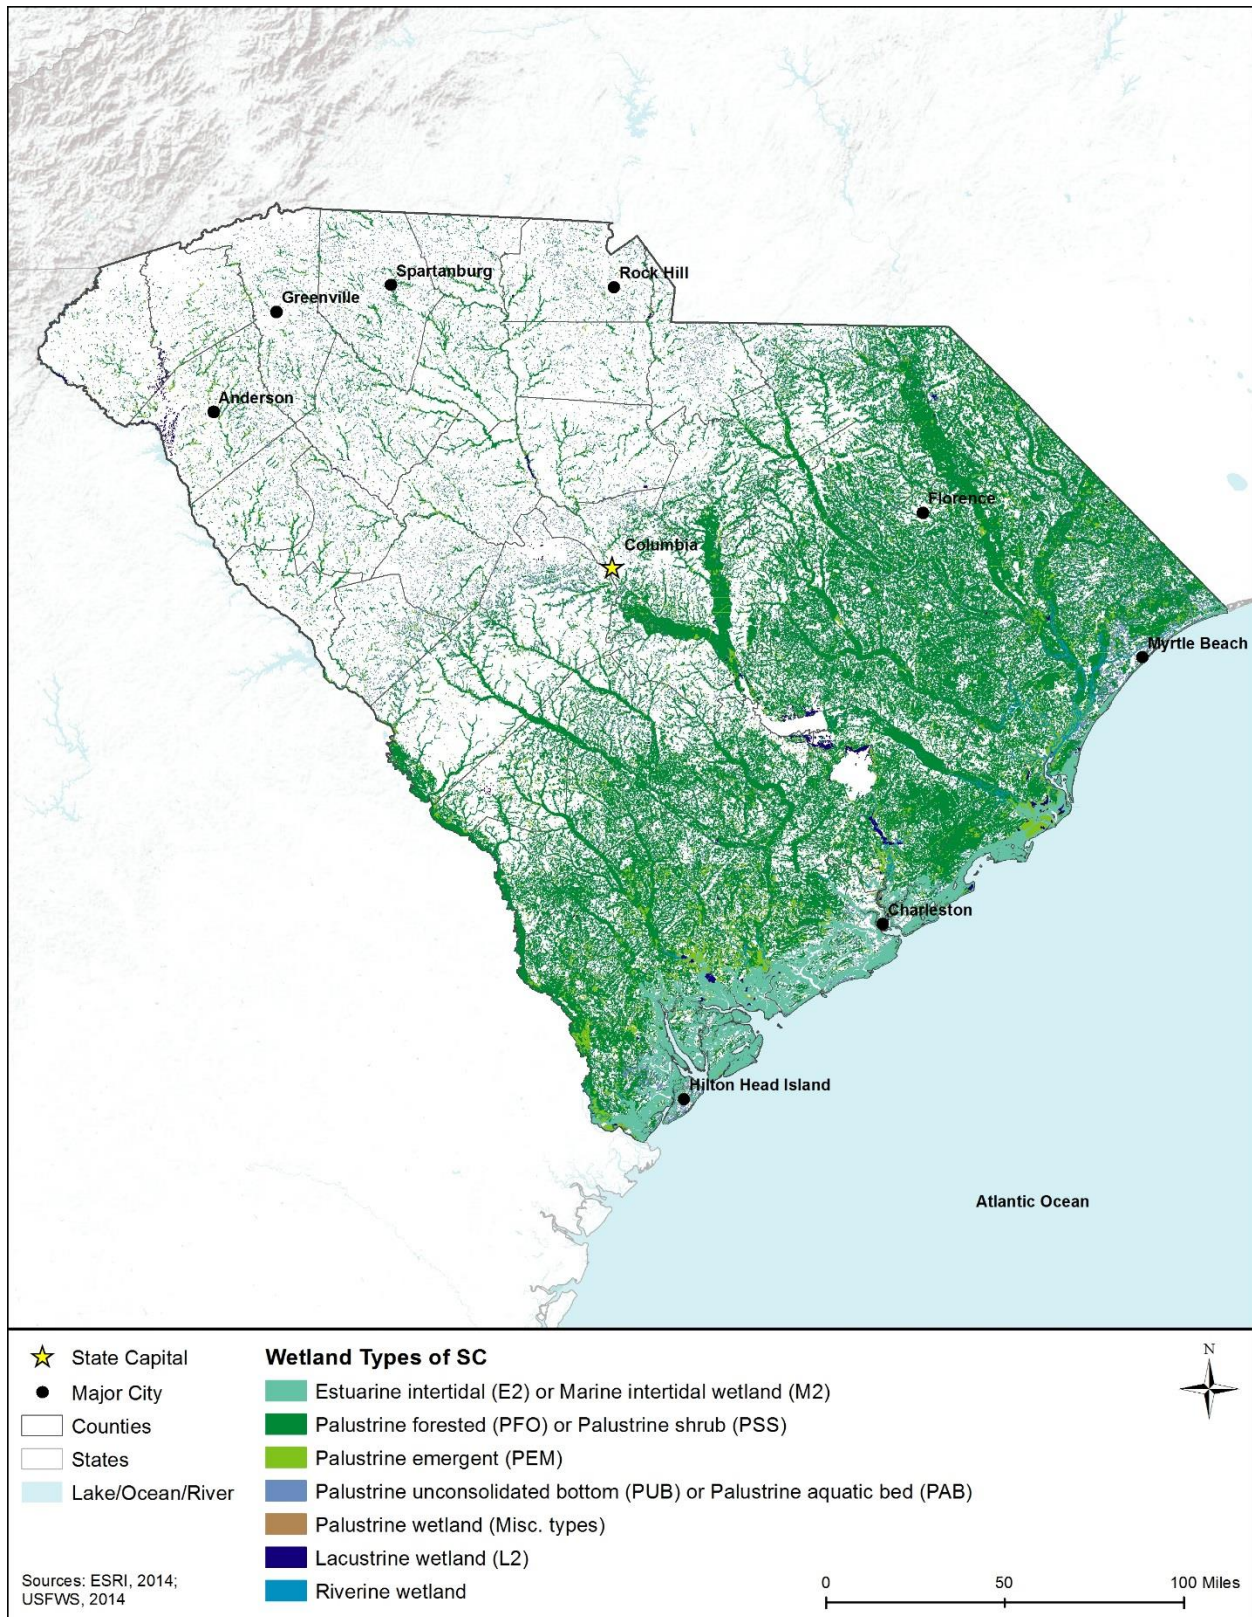 Spartanburg
Rock Hill
Greenville
Anderson
Florence
Columbia
Myrtle Beach
Charleston
Hilton Head Island
Atlantic Ocean
State Capital
Major City
Counties
States
Lake/Ocean/River
Sources: ESRI, 2014;
USFWS, 2014
Wetland Types of SC
Estuarine intertidal (E2) or Marine intertidal wetland (M2)
Palustrine forested (PFO) or Palustrine shrub (PSS)
Palustrine emergent (PEM)
Palustrine unconsolidated bottom (PUB) or Palustrine aquatic bed (PAB)
Palustrine wetland (Misc. types)
Lacustrine wetland (L2)
Riverine wetland
N
0 50 100 Miles